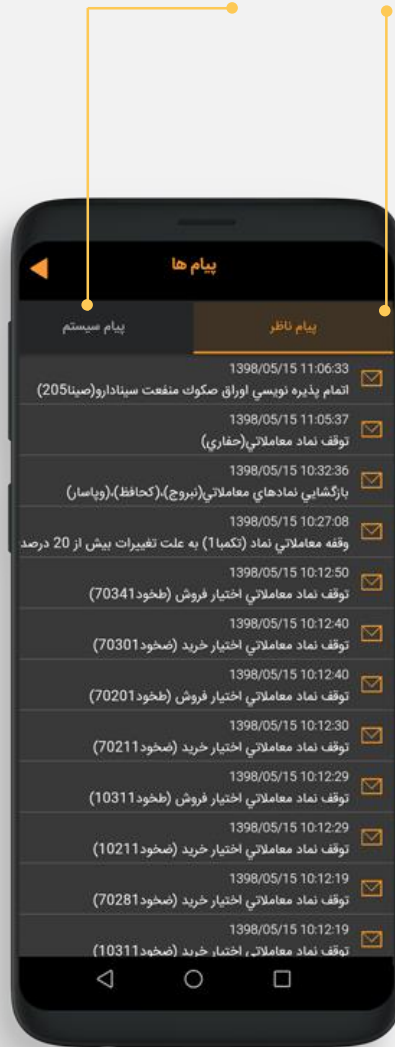 پیام ها
پیام ناظر
پیام سیستم
1398/05/15 11:06:33
اتمام پذيره نويسي اوراق صكوك منفعت سينادارو(صينا205)
1398/05/15 11:05:37
توقف نماد معاملاتي(حفاري)
1398/05/15 10:32:36
بازگشايي نمادهاي معاملاتي(نبروج)،(كحافظ)،(وپاسار)
1398/05/15 10:27:08
وقفه معاملاتي نماد (تكمبا1) به علت تغييرات بيش از 20 درصد
1398/05/15 10:12:50
توقف نماد معاملاتي اختيار فروش (طخود70341)
1398/05/15 10:12:40
توقف نماد معاملاتي اختيار خريد (ضخود70301)
1398/05/15 10:12:40
توقف نماد معاملاتي اختيار فروش (طخود70201)
1398/05/15 10:12:30
توقف نماد معاملاتي اختيار خريد (ضخود70211)
1398/05/15 10:12:29
توقف نماد معاملاتي اختيار فروش (طخود10311)
1398/05/15 10:12:29
توقف نماد معاملاتي اختيار خريد (ضخود10211)
1398/05/15 10:12:19
توقف نماد معاملاتي اختيار خريد (ضخود70281)
1398/05/15 10:12:19
توقف نماد معاملاتي اختيار خريد (ضخود10311)